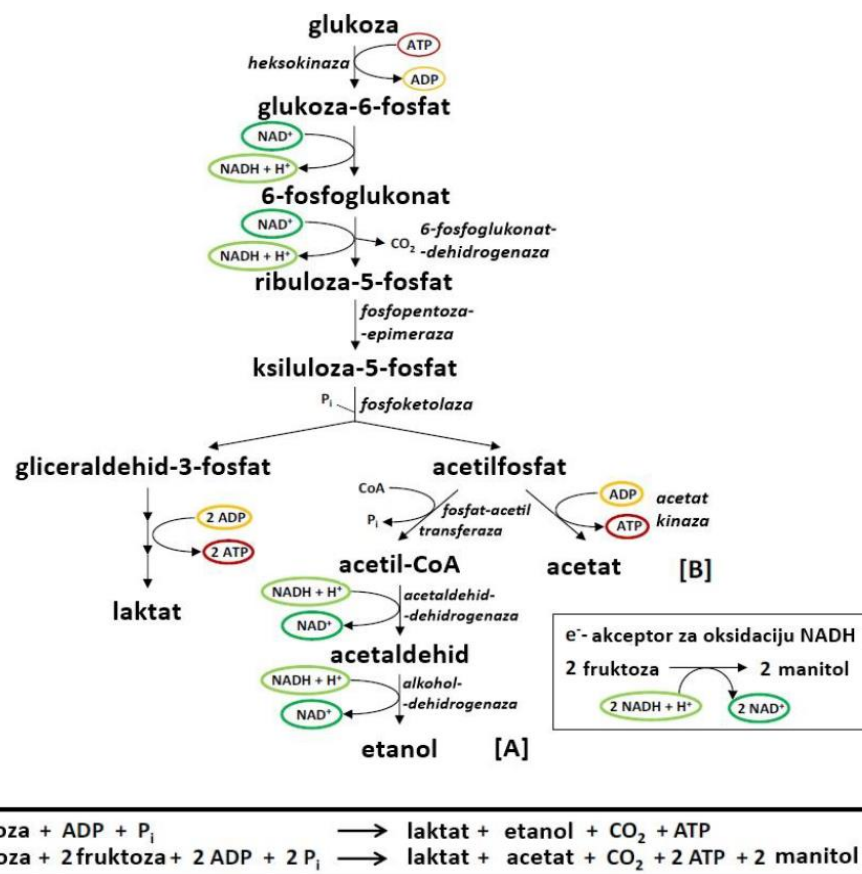 glukoza
ATP
heksokinaza
ADP
glukoza-6-fosfat
NAD⁺
NADH + H⁺
6-fosfoglukonat
NAD⁺
CO₂
6-fosfoglukonat-
-dehidrogenaza
NADH + H⁺
ribuloza-5-fosfat
fosfopentoza-
-epimeraza
ksiluloza-5-fosfat
Pᵢ
fosfoketolaza
gliceraldehid-3-fosfat
acetilfosfat
2 ADP
2 ATP
laktat
CoA
Pᵢ
fosfat-acetil
transferaza
ADP
ATP
acetat
kinaza
acetil-CoA
acetat [B]
NADH + H⁺
NAD⁺
acetaldehid-
-dehidrogenaza
acetaldehid
NADH + H⁺
NAD⁺
alkohol-
-dehidrogenaza
etanol [A]
e⁻- akceptor za oksidaciju NADH
2 fruktoza 2 manitol
2 NADH + H⁺ 2 NAD⁺
oza + ADP + Pᵢ → laktat + etanol + CO₂ + ATP
oza + 2 fruktoza + 2 ADP + 2 Pᵢ → laktat + acetat + CO₂ + 2 ATP + 2 manitol